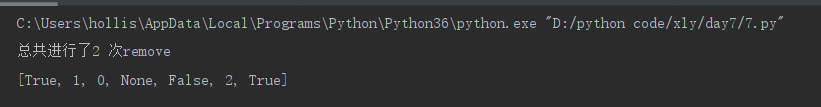 C:\Users\hollis\AppData\Local\Programs\Python\Python36\python.exe "D:/python code/xly/day7/7.py"
总共进行了2 次remove
[True, 1, 0, None, False, 2, True]